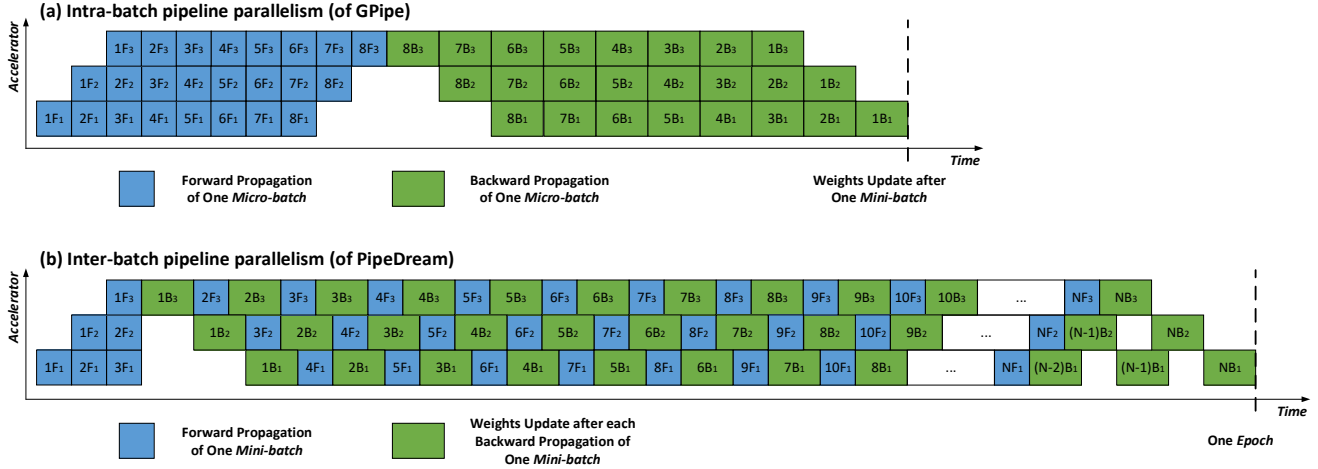 (a) Intra-batch pipeline parallelism (of GPipe)
Accelerator
1F₃ 2F₃ 3F₃ 4F₃ 5F₃ 6F₃ 7F₃ 8F₃ 8B₃ 7B₃ 6B₃ 5B₃ 4B₃ 3B₃ 2B₃ 1B₃
1F₂ 2F₂ 3F₂ 4F₂ 5F₂ 6F₂ 7F₂ 8F₂ 8B₂ 7B₂ 6B₂ 5B₂ 4B₂ 3B₂ 2B₂ 1B₂
1F₁ 2F₁ 3F₁ 4F₁ 5F₁ 6F₁ 7F₁ 8F₁ 8B₁ 7B₁ 6B₁ 5B₁ 4B₁ 3B₁ 2B₁ 1B₁
Time
Forward Propagation
of One Micro-batch
Backward Propagation
of One Micro-batch
Weights Update after
One Mini-batch
(b) Inter-batch pipeline parallelism (of PipeDream)
Accelerator
1F₃ 1B₃ 2F₃ 2B₃ 3F₃ 3B₃ 4F₃ 4B₃ 5F₃ 5B₃ 6F₃ 6B₃ 7F₃ 7B₃ 8F₃ 8B₃ 9F₃ 9B₃ 10F₃ 10B₃ ... NF₃ NB₃
1F₂ 2F₂ 1B₂ 3F₂ 2B₂ 4F₂ 3B₂ 5F₂ 4B₂ 6F₂ 5B₂ 7F₂ 6B₂ 8F₂ 7B₂ 9F₂ 8B₂ 10F₂ 9B₂ ... NF₂ (N-1)B₂ NB₂
1F₁ 2F₁ 3F₁ 1B₁ 4F₁ 2B₁ 5F₁ 3B₁ 6F₁ 4B₁ 7F₁ 5B₁ 8F₁ 6B₁ 9F₁ 7B₁ 10F₁ 8B₁ ... NF₁ (N-2)B₁ (N-1)B₁ NB₁
Time
Forward Propagation
of One Mini-batch
Weights Update after each
Backward Propagation of
One Mini-batch
One Epoch